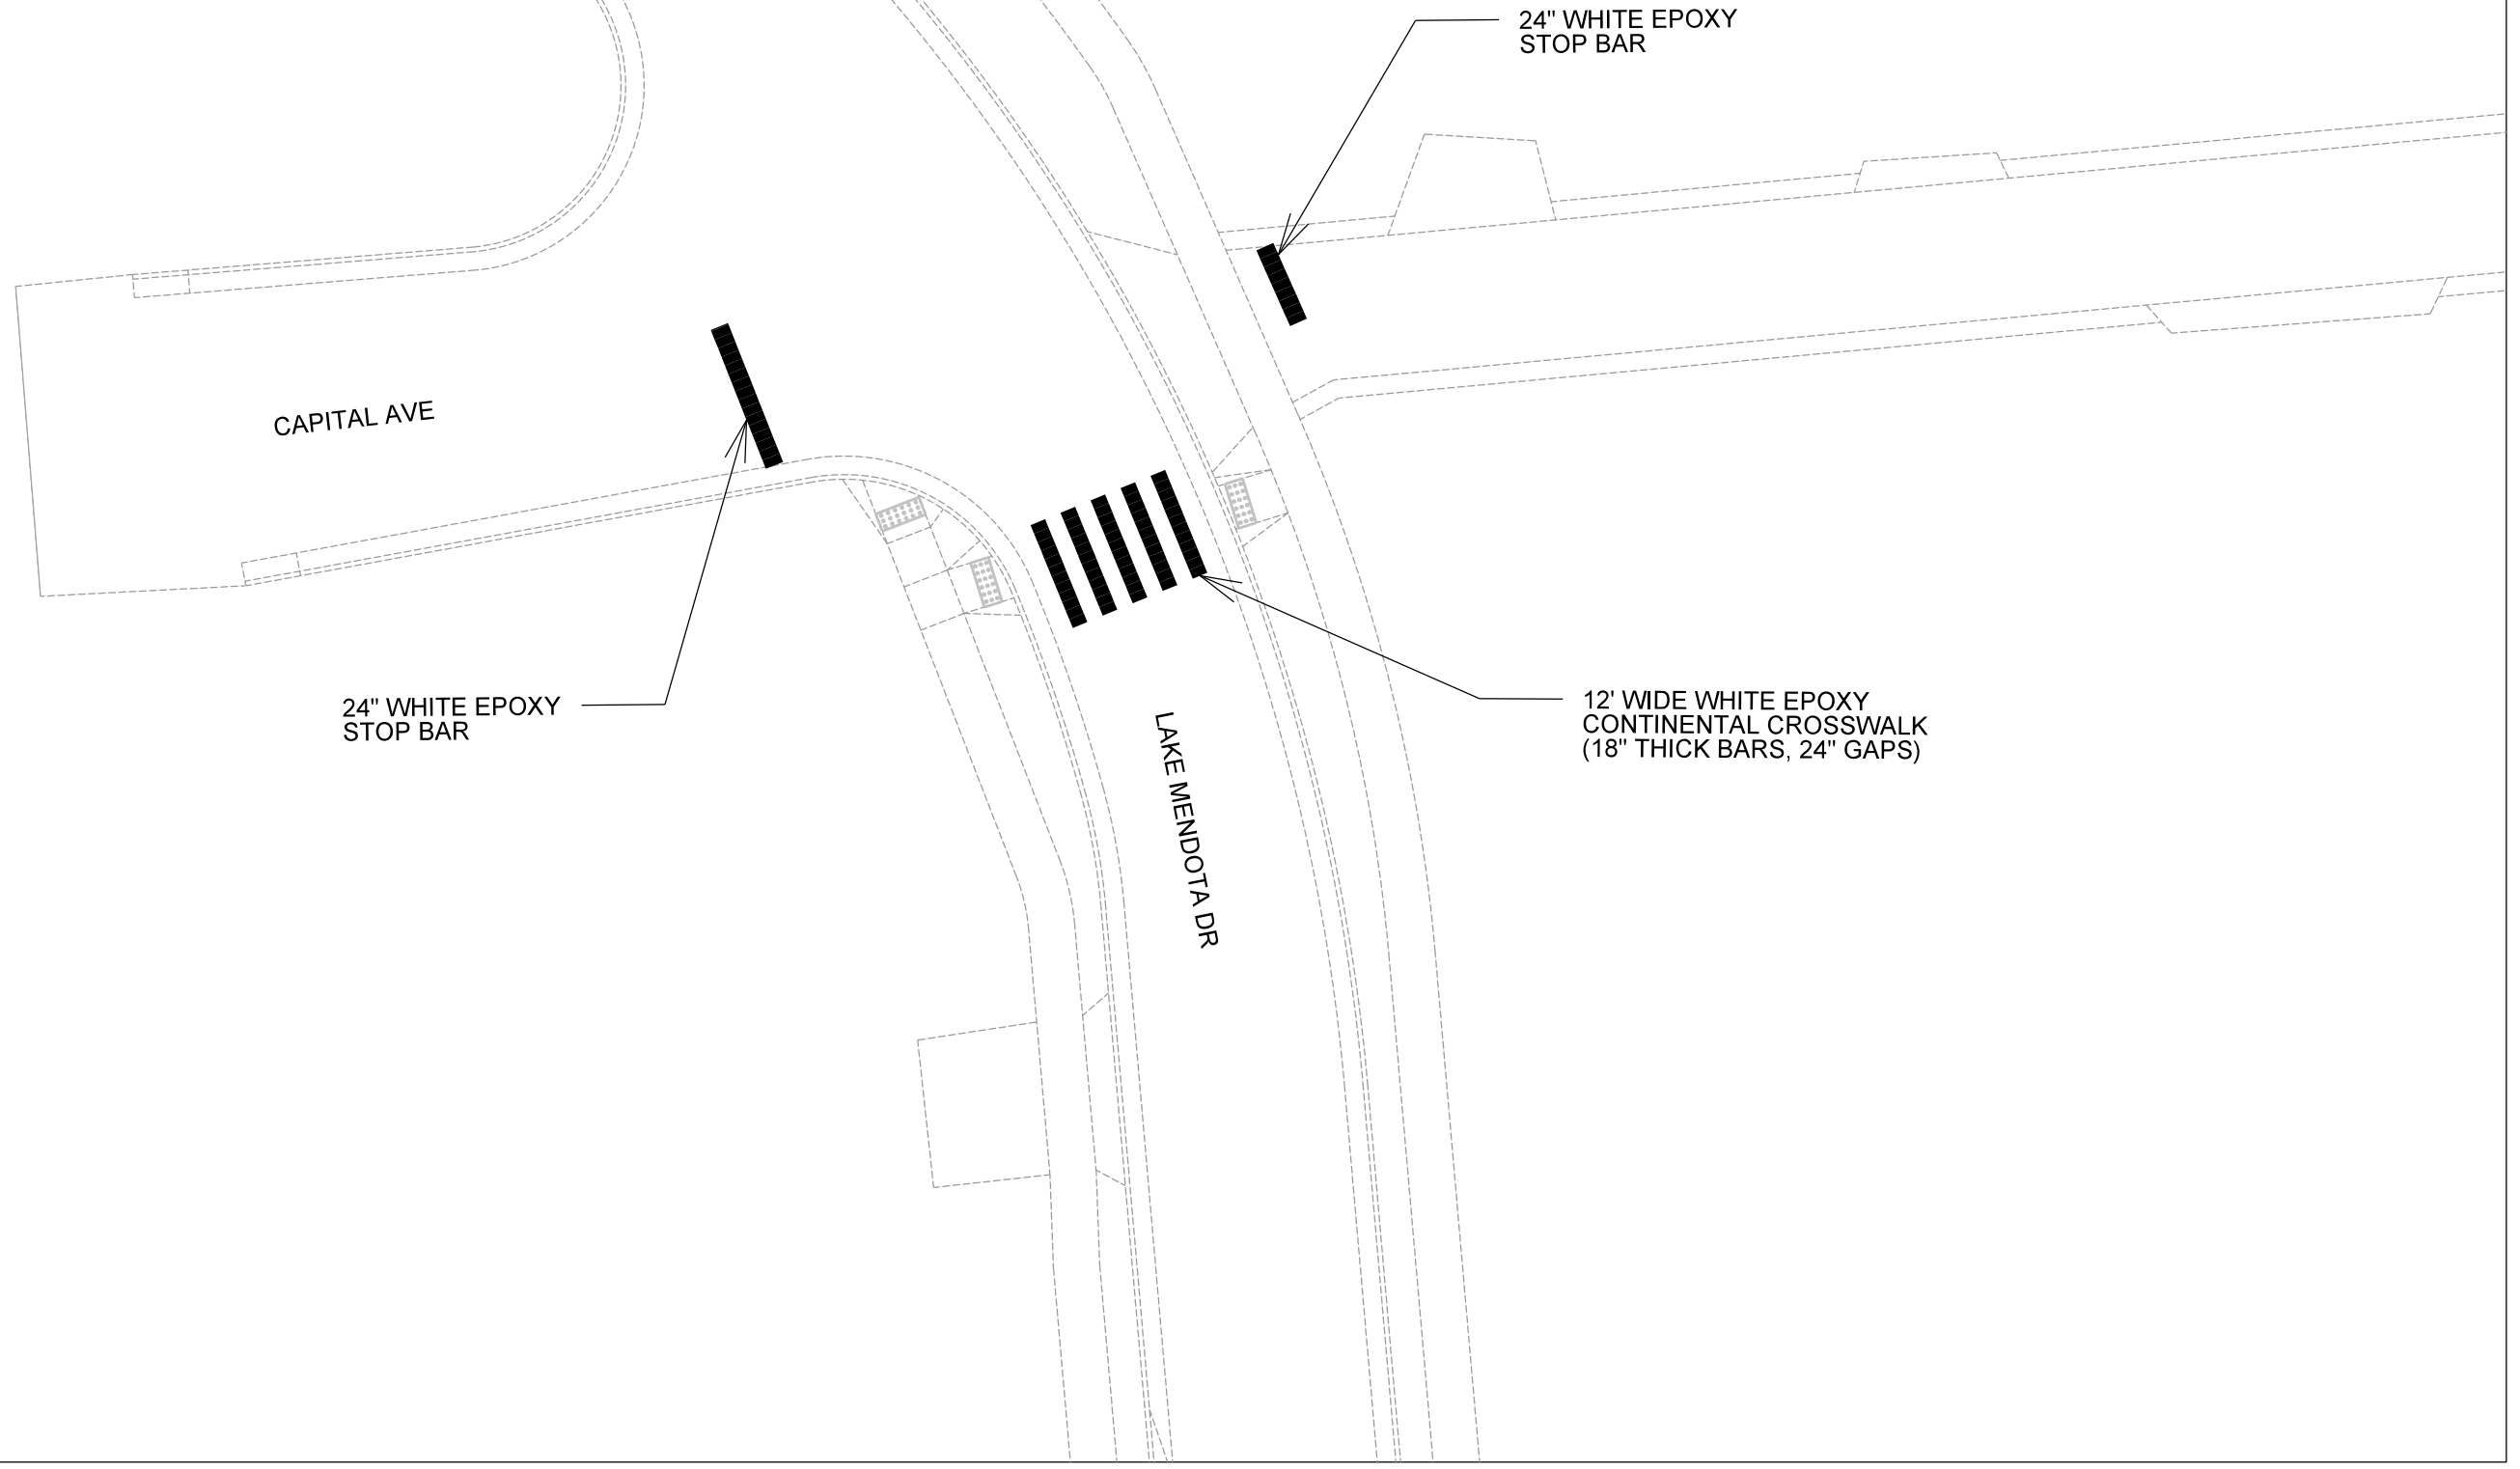 24" WHITE EPOXY
STOP BAR
CAPITAL AVE
24" WHITE EPOXY
STOP BAR
12' WIDE WHITE EPOXY
CONTINENTAL CROSSWALK
(18" THICK BARS, 24" GAPS)
LAKE MENDOTA DR